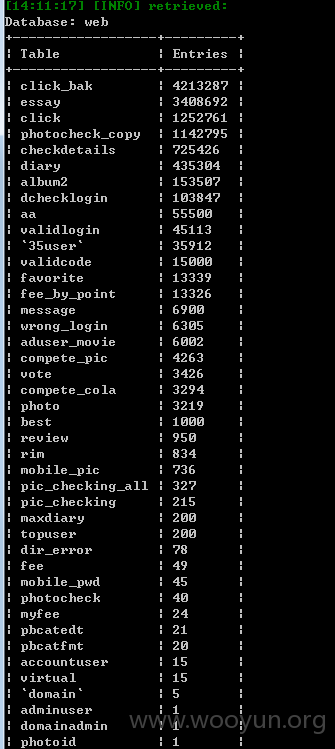 [14:11:17] [INFO] retrieved:
Database: web
+------------------+---------+
| Table | Entries |
+------------------+---------+
| click_bak | 4213287 |
| essay | 3408692 |
| click | 1252761 |
| photocheck_copy | 1142795 |
| checkdetails | 725426 |
| diary | 435304 |
| album2 | 153507 |
| dchecklogin | 103847 |
| aa | 55500 |
| validlogin | 45113 |
| `35user` | 35912 |
| validcode | 15000 |
| favorite | 13339 |
| fee_by_point | 13326 |
| message | 6900 |
| wrong_login | 6305 |
| aduser_movie | 6002 |
| compete_pic | 4263 |
| vote | 3426 |
| compete_cola | 3294 |
| photo | 3219 |
| best | 1000 |
| review | 950 |
| rim | 834 |
| mobile_pic | 736 |
| pic_checking_all | 327 |
| pic_checking | 215 |
| maxdiary | 200 |
| topuser | 200 |
| dir_error | 78 |
| fee | 49 |
| mobile_pwd | 45 |
| photocheck | 40 |
| myfee | 24 |
| pbcatedt | 21 |
| pbcatfmt | 20 |
| accountuser | 15 |
| virtual | 15 |
| `domain` | 5 |
| adminuser | 1 |
| domainadmin | 1 |
| photoid | 1 |
www.wooyun.org